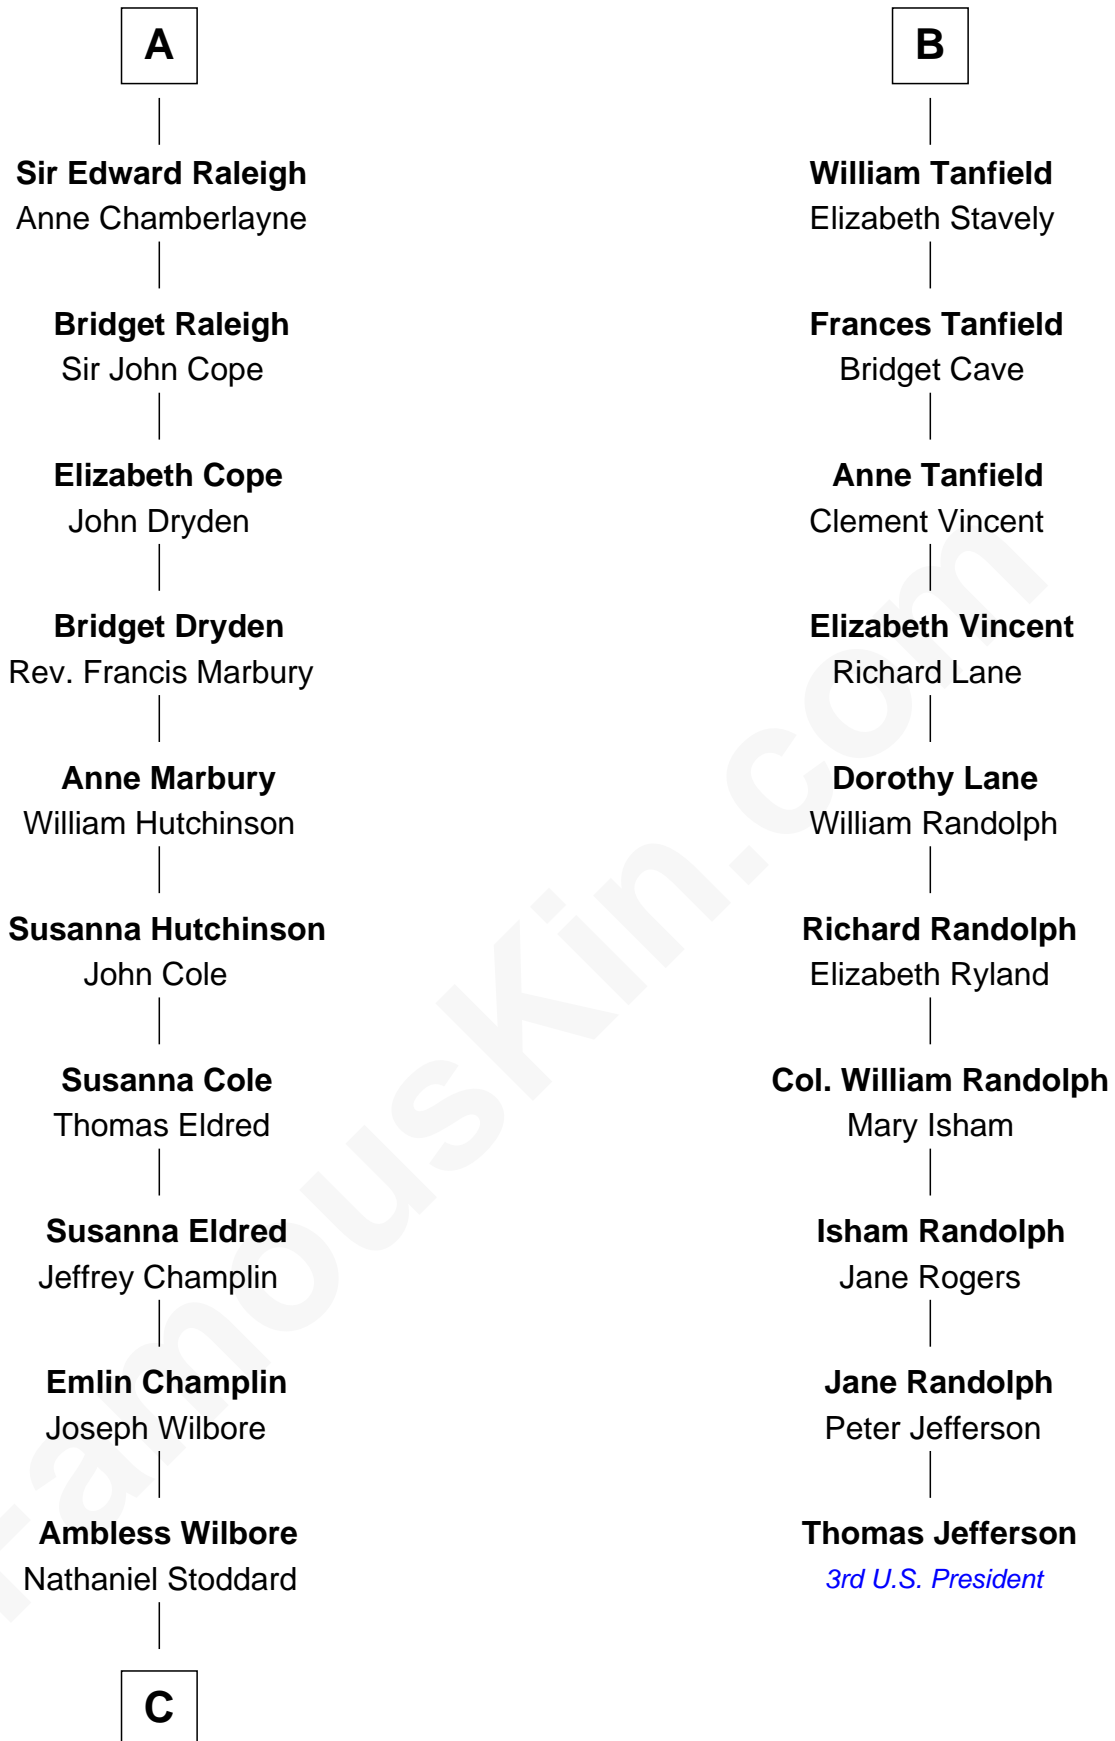 A
Sir Edward Raleigh
Anne Chamberlayne
Bridget Raleigh
Sir John Cope
Elizabeth Cope
John Dryden
Bridget Dryden
Rev. Francis Marbury
Anne Marbury
William Hutchinson
Susanna Hutchinson
John Cole
Susanna Cole
Thomas Eldred
Susanna Eldred
Jeffrey Champlin
Emlin Champlin
Joseph Wilbore
Ambless Wilbore
Nathaniel Stoddard
C
B
William Tanfield
Elizabeth Stavely
Frances Tanfield
Bridget Cave
Anne Tanfield
Clement Vincent
Elizabeth Vincent
Richard Lane
Dorothy Lane
William Randolph
Richard Randolph
Elizabeth Ryland
Col. William Randolph
Mary Isham
Isham Randolph
Jane Rogers
Jane Randolph
Peter Jefferson
Thomas Jefferson
3rd U.S. President
FamousKin.com